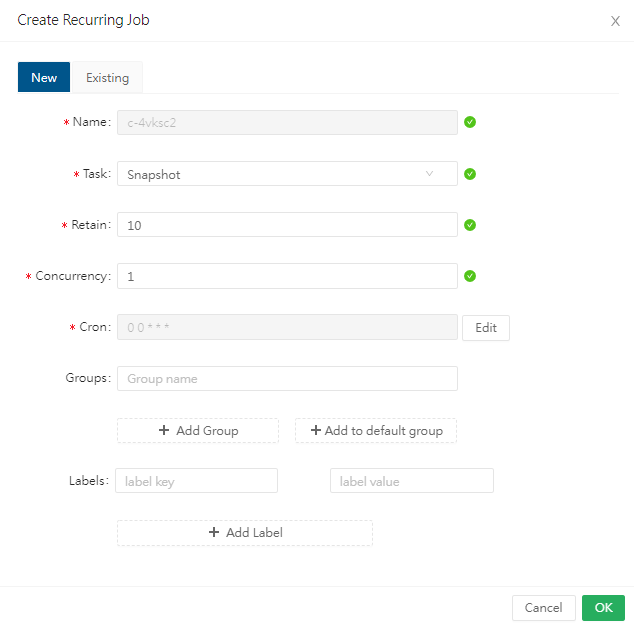 Create Recurring Job X
New Existing
* Name: c-4vksc2
* Task: Snapshot
* Retain: 10
* Concurrency: 1
* Cron: 0 0 * * * Edit
Groups: Group name
+ Add Group + Add to default group
Labels: label key label value
+ Add Label
Cancel OK